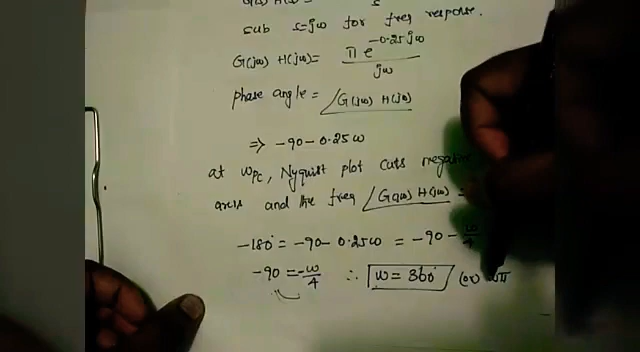 G(s) H(s) = s
sub s=jω for freq response.
G(jω) H(jω) = π e^-0.25jω / jω
phase angle = ∠G(jω) H(jω)
=> -90 - 0.25ω
at ωpc, Nyquist plot cuts
axis and the freq ∠G(jω) H(jω) =
-180° = -90 - 0.25ω = -90 - ω/4
-90 = -ω/4 ∴ ω = 360° (or)